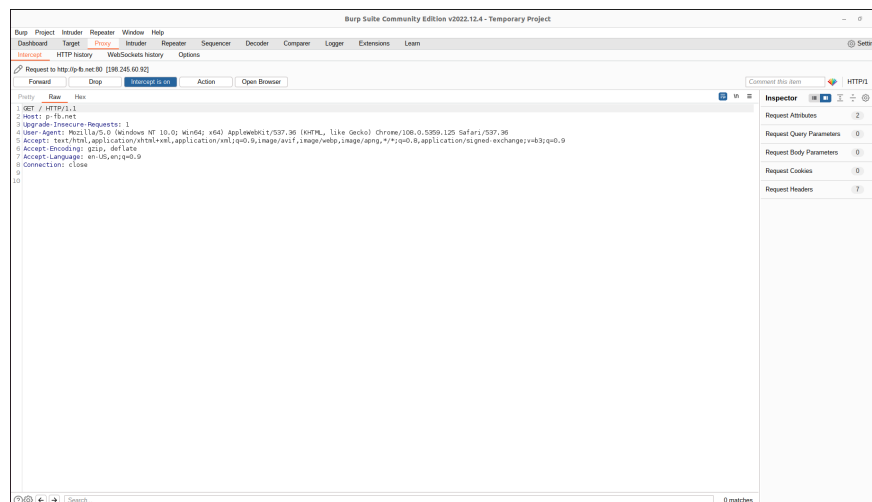 Burp Suite Community Edition v2022.12.4 - Temporary Project
Burp Project Intruder Repeater Window Help
Dashboard Target Proxy Intruder Repeater Sequencer Decoder Comparer Logger Extensions Learn Settin
Intercept HTTP history WebSockets history Options
Request to http://p-fb.net:80 [198.245.60.92]
Forward Drop Intercept is on Action Open Browser Comment this item HTTP/1
Pretty Raw Hex \n Inspector
1 GET / HTTP/1.1
2 Host: p-fb.net
3 Upgrade-Insecure-Requests: 1
4 User-Agent: Mozilla/5.0 (Windows NT 10.0; Win64; x64) AppleWebKit/537.36 (KHTML, like Gecko) Chrome/108.0.5359.125 Safari/537.36
5 Accept: text/html,application/xhtml+xml,application/xml;q=0.9,image/avif,image/webp,image/apng,*/*;q=0.8,application/signed-exchange;v=b3;q=0.9
6 Accept-Encoding: gzip, deflate
7 Accept-Language: en-US,en;q=0.9
8 Connection: close
9
10
Request Attributes 2
Request Query Parameters 0
Request Body Parameters 0
Request Cookies 0
Request Headers 7
Search... 0 matches